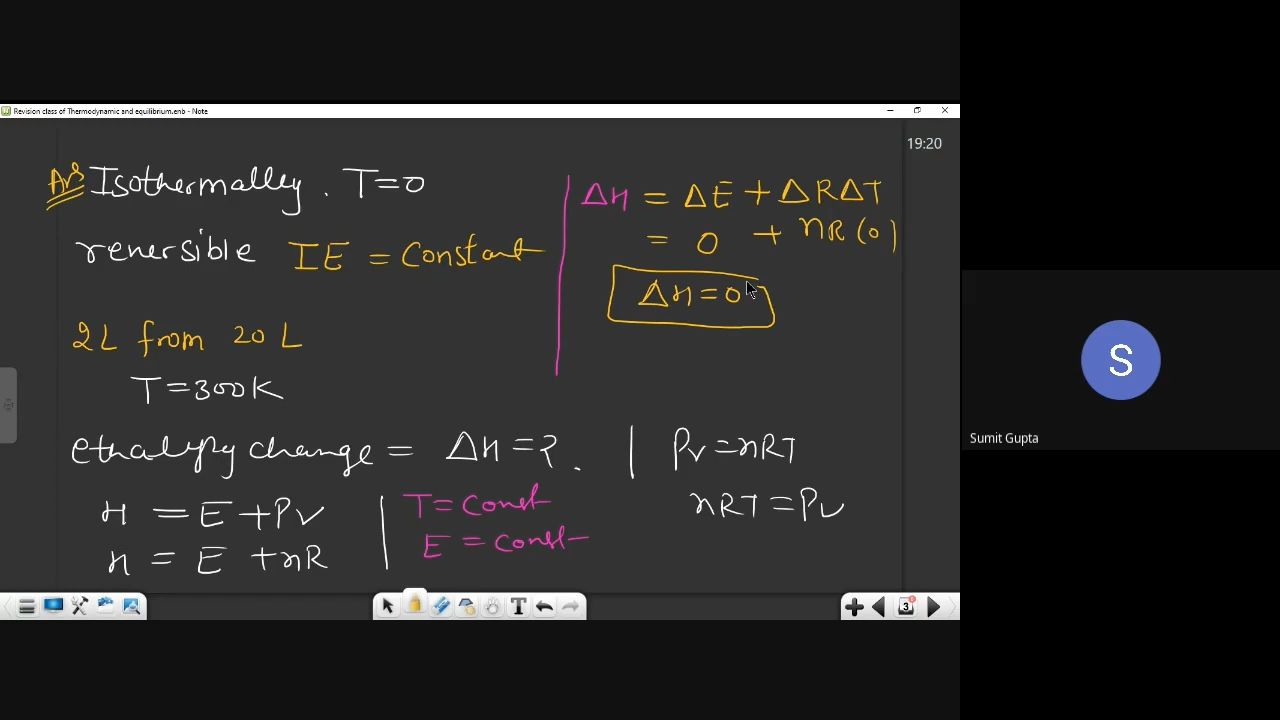 Revision class of Thermodynamic and equilibrium.enb - Note
19:20
Ans Isothermalley. T=0
reversible IE = Constant
2L from 20 L
T=300K
ΔH = ΔE + ΔRΔT
= 0 + nR(0)
ΔH=0
ethalipy change = ΔH=?.
H = E+PV
H = E +nR
T=Const
E = const
PV=nRT
nRT=PV
S
Sumit Gupta
T
3